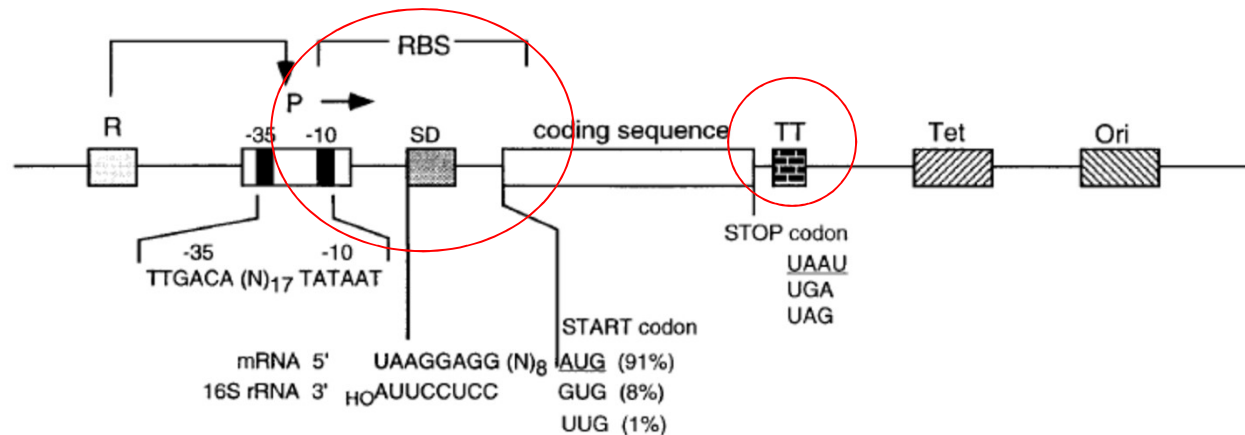 RBS
P
R -35 -10 SD coding sequence TT Tet Ori
-35 -10
TTGACA (N)17 TATAAT
STOP codon
UAAU
UGA
UAG
START codon
mRNA 5' UAAGGAGG (N)8 AUG (91%)
16S rRNA 3' HOAUUCCUCC GUG (8%)
UUG (1%)